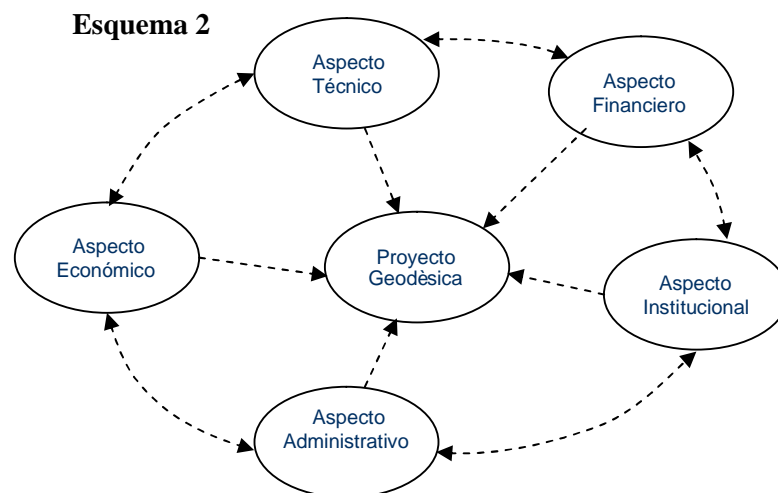 Esquema 2
Aspecto
Técnico
Aspecto
Financiero
Aspecto
Económico
Proyecto
Geodèsica
Aspecto
Institucional
Aspecto
Administrativo